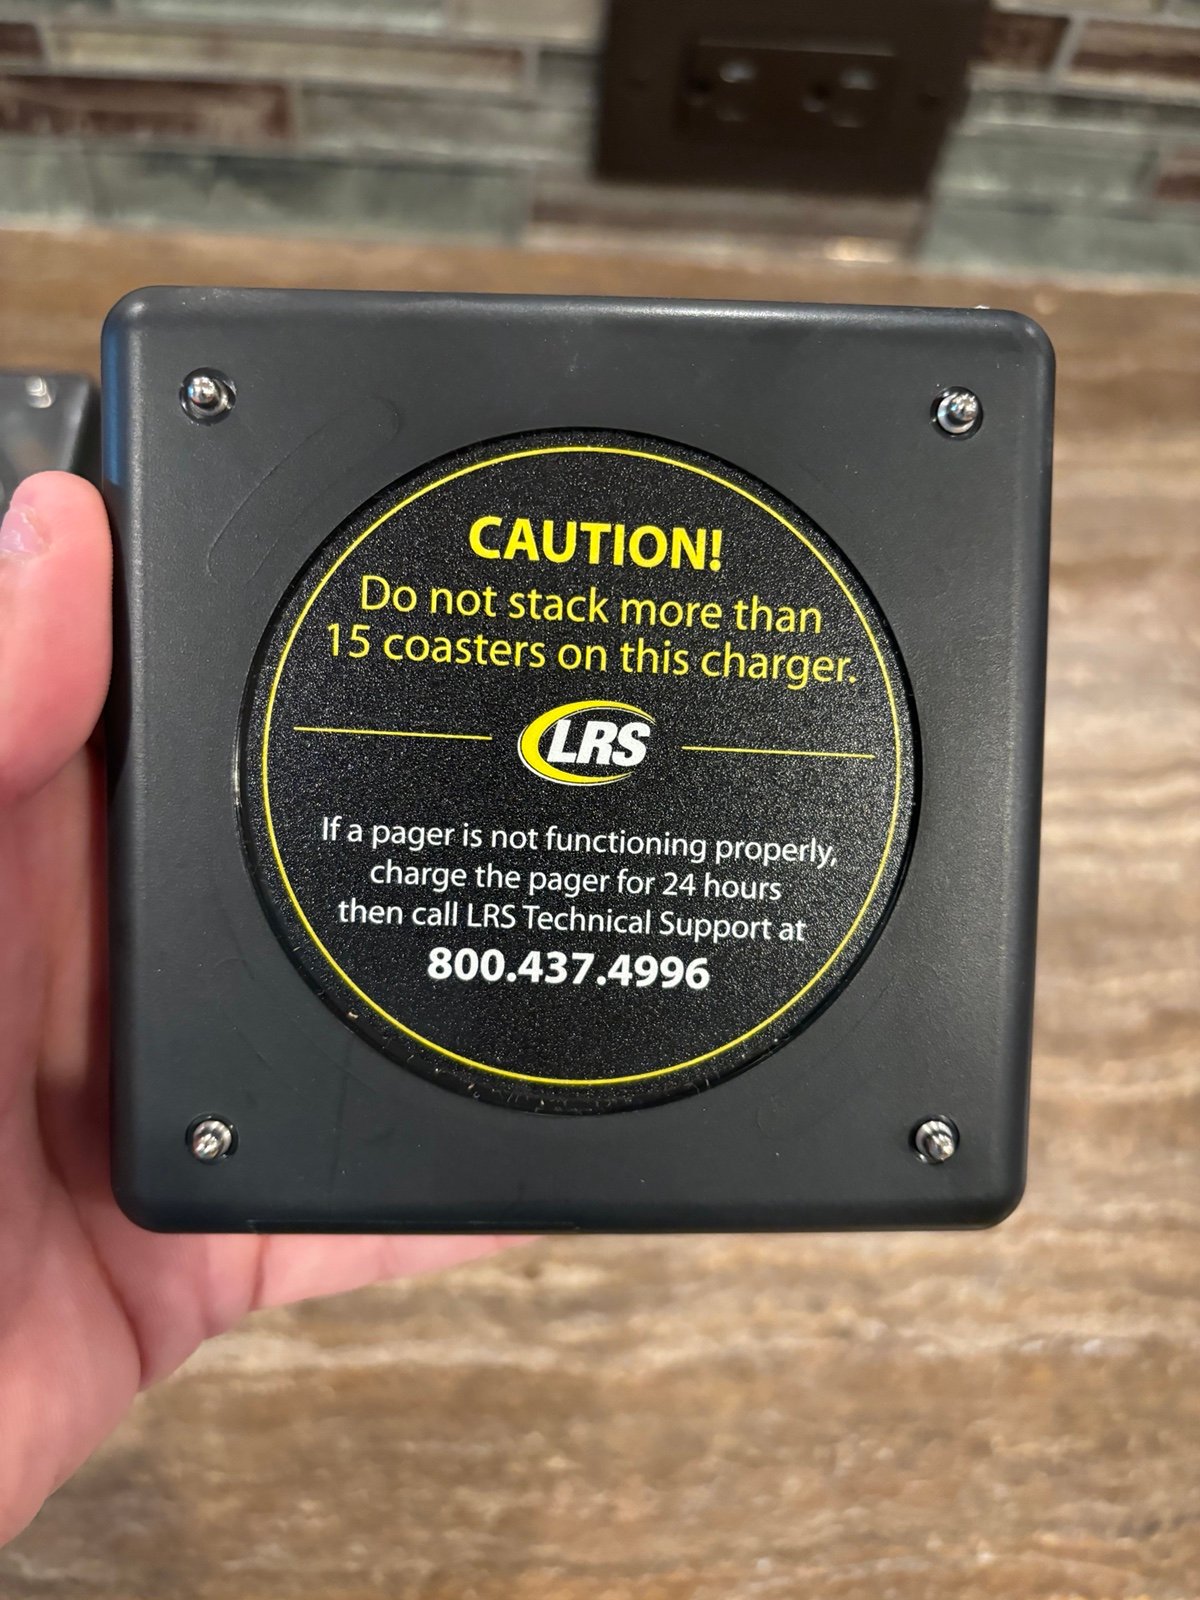 CAUTION!
Do not stack more than
15 coasters on this charger.
LRS
If a pager is not functioning properly,
charge the pager for 24 hours
then call LRS Technical Support at
800.437.4996